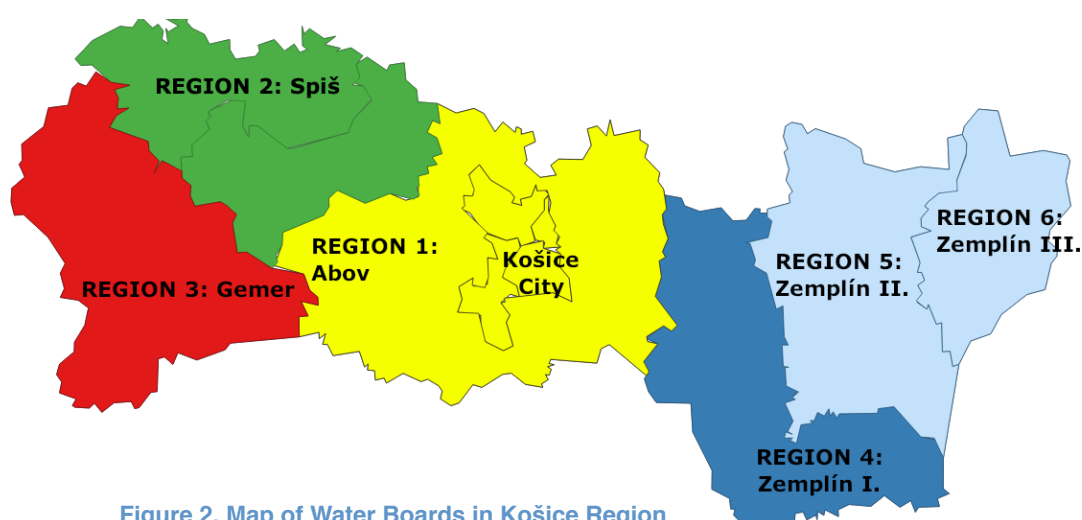 REGION 2: Spiš
REGION 6:
Zemplín III.
REGION 1:
Abov
Košice
City
REGION 5:
Zemplín II.
REGION 3: Gemer
REGION 4:
Zemplín I.
Figure 2. Map of Water Boards in Košice Region